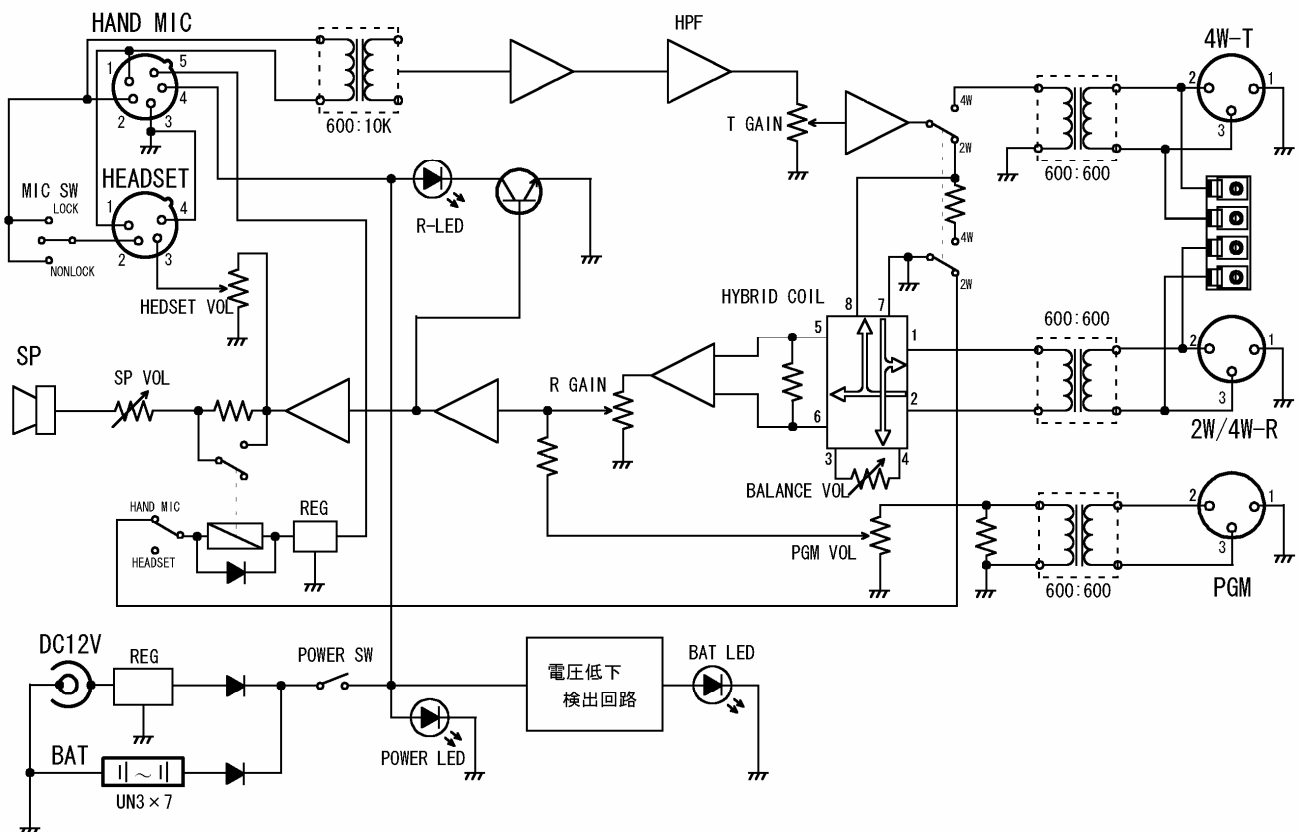 HAND MIC
HPF
4W-T
1
5
4
2
3
600:10K
T GAIN
4W
2W
600:600
2
1
3
HEADSET
MIC SW
LOCK
NONLOCK
1
4
2
3
R-LED
4W
2W
HEDSET VOL
HYBRID COIL
8
7
5
1
6
2
3
4
600:600
2
1
3
2W/4W-R
SP
SP VOL
R GAIN
BALANCE VOL
HAND MIC
HEADSET
REG
PGM VOL
600:600
2
1
3
PGM
DC12V
REG
POWER SW
電圧低下
検出回路
BAT LED
POWER LED
BAT
~
UN3×7